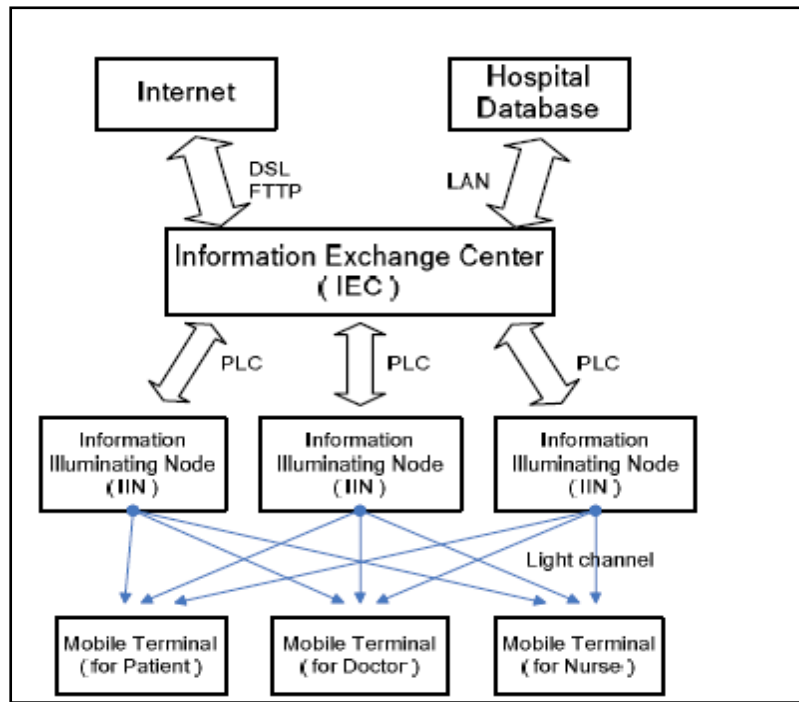 Internet
Hospital
Database
DSL
FTTP
LAN
Information Exchange Center
( IEC )
PLC
PLC
PLC
Information
Illuminating Node
( IIN )
Information
Illuminating Node
( IIN )
Information
Illuminating Node
( IIN )
Light channel
Mobile Terminal
(for Patient)
Mobile Terminal
(for Doctor)
Mobile Terminal
(for Nurse)